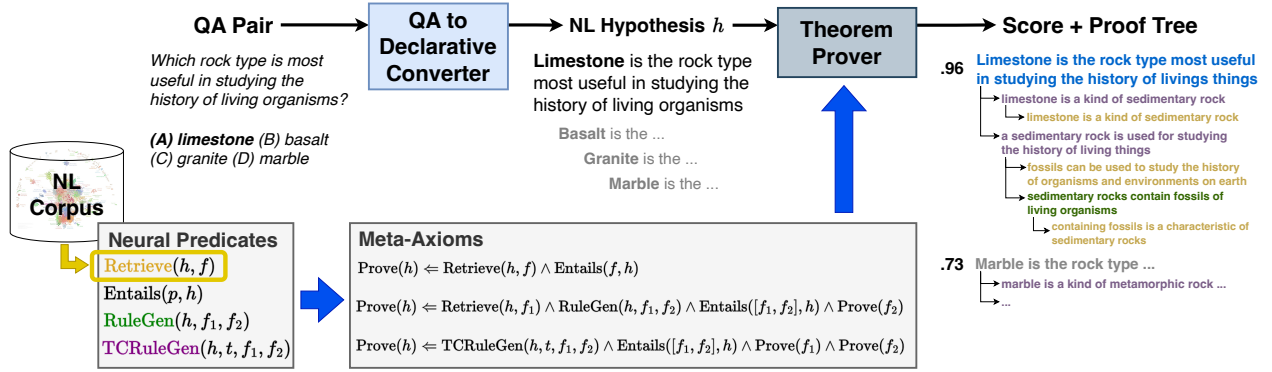 QA Pair
QA to
Declarative
Converter
NL Hypothesis h
Theorem
Prover
Score + Proof Tree
Which rock type is most
useful in studying the
history of living organisms?
(A) limestone (B) basalt
(C) granite (D) marble
Limestone is the rock type
most useful in studying the
history of living organisms
Basalt is the ...
Granite is the ...
Marble is the ...
.96 Limestone is the rock type most useful
in studying the history of livings things
limestone is a kind of sedimentary rock
limestone is a kind of sedimentary rock
a sedimentary rock is used for studying
the history of living things
fossils can be used to study the history
of organisms and environments on earth
sedimentary rocks contain fossils of
living organisms
containing fossils is a characteristic of
sedimentary rocks
.73 Marble is the rock type ...
marble is a kind of metamorphic rock ...
...
NL
Corpus
Neural Predicates
Retrieve(h, f)
Entails(p, h)
RuleGen(h, f₁, f₂)
TCRuleGen(h, t, f₁, f₂)
Meta-Axioms
Prove(h) ⇐ Retrieve(h, f) ∧ Entails(f, h)
Prove(h) ⇐ Retrieve(h, f₁) ∧ RuleGen(h, f₁, f₂) ∧ Entails([f₁, f₂], h) ∧ Prove(f₂)
Prove(h) ⇐ TCRuleGen(h, t, f₁, f₂) ∧ Entails([f₁, f₂], h) ∧ Prove(f₁) ∧ Prove(f₂)